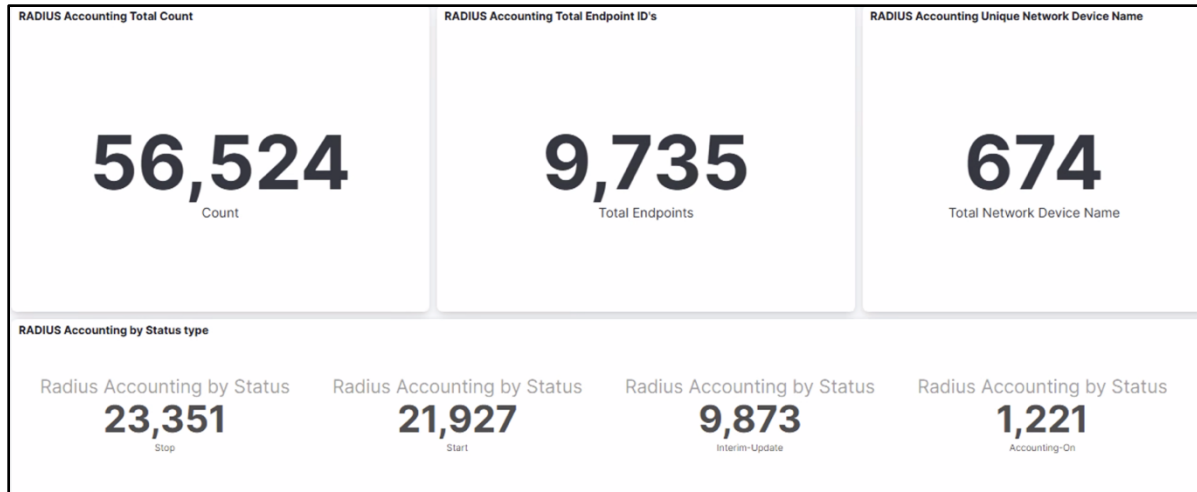 RADIUS Accounting Total Count
RADIUS Accounting Total Endpoint ID's
RADIUS Accounting Unique Network Device Name
56,524
Count
9,735
Total Endpoints
674
Total Network Device Name
RADIUS Accounting by Status type
Radius Accounting by Status
23,351
Stop
Radius Accounting by Status
21,927
Start
Radius Accounting by Status
9,873
Interim-Update
Radius Accounting by Status
1,221
Accounting-On